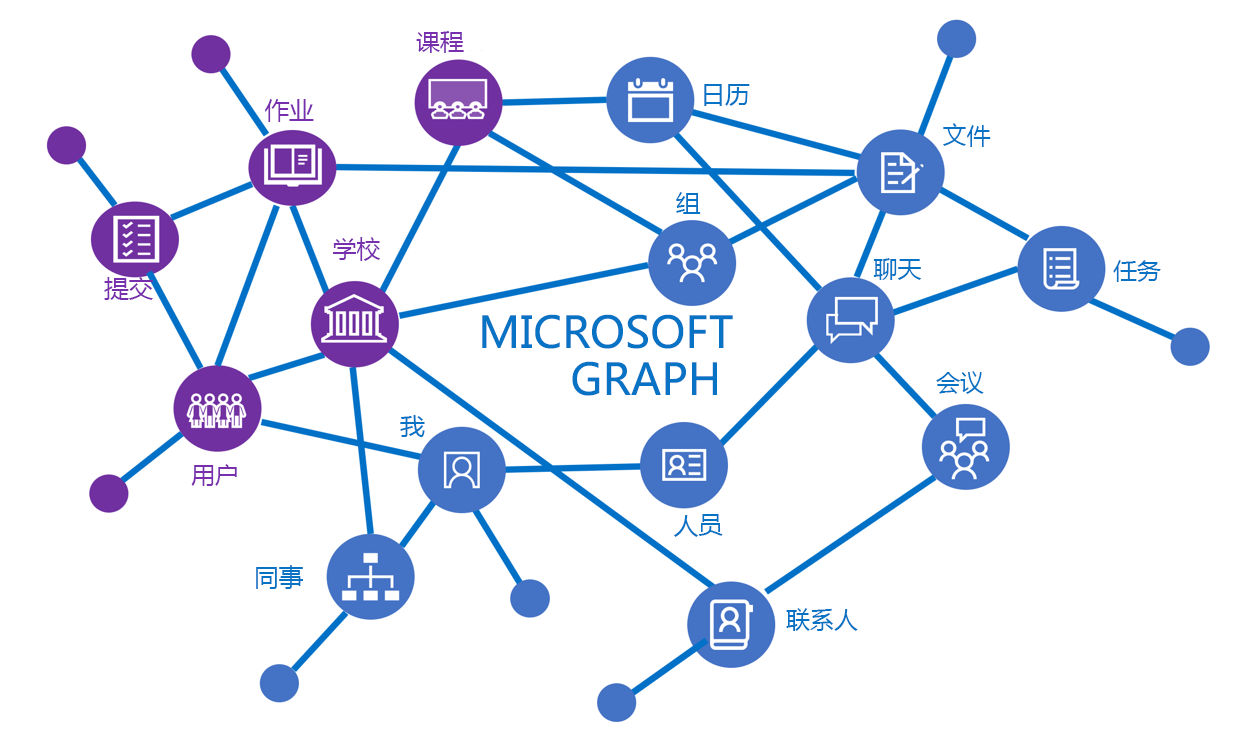 课程
日历
作业
文件
组
学校
聊天
任务
提交
MICROSOFT
GRAPH
会议
我
用户
人员
同事
联系人